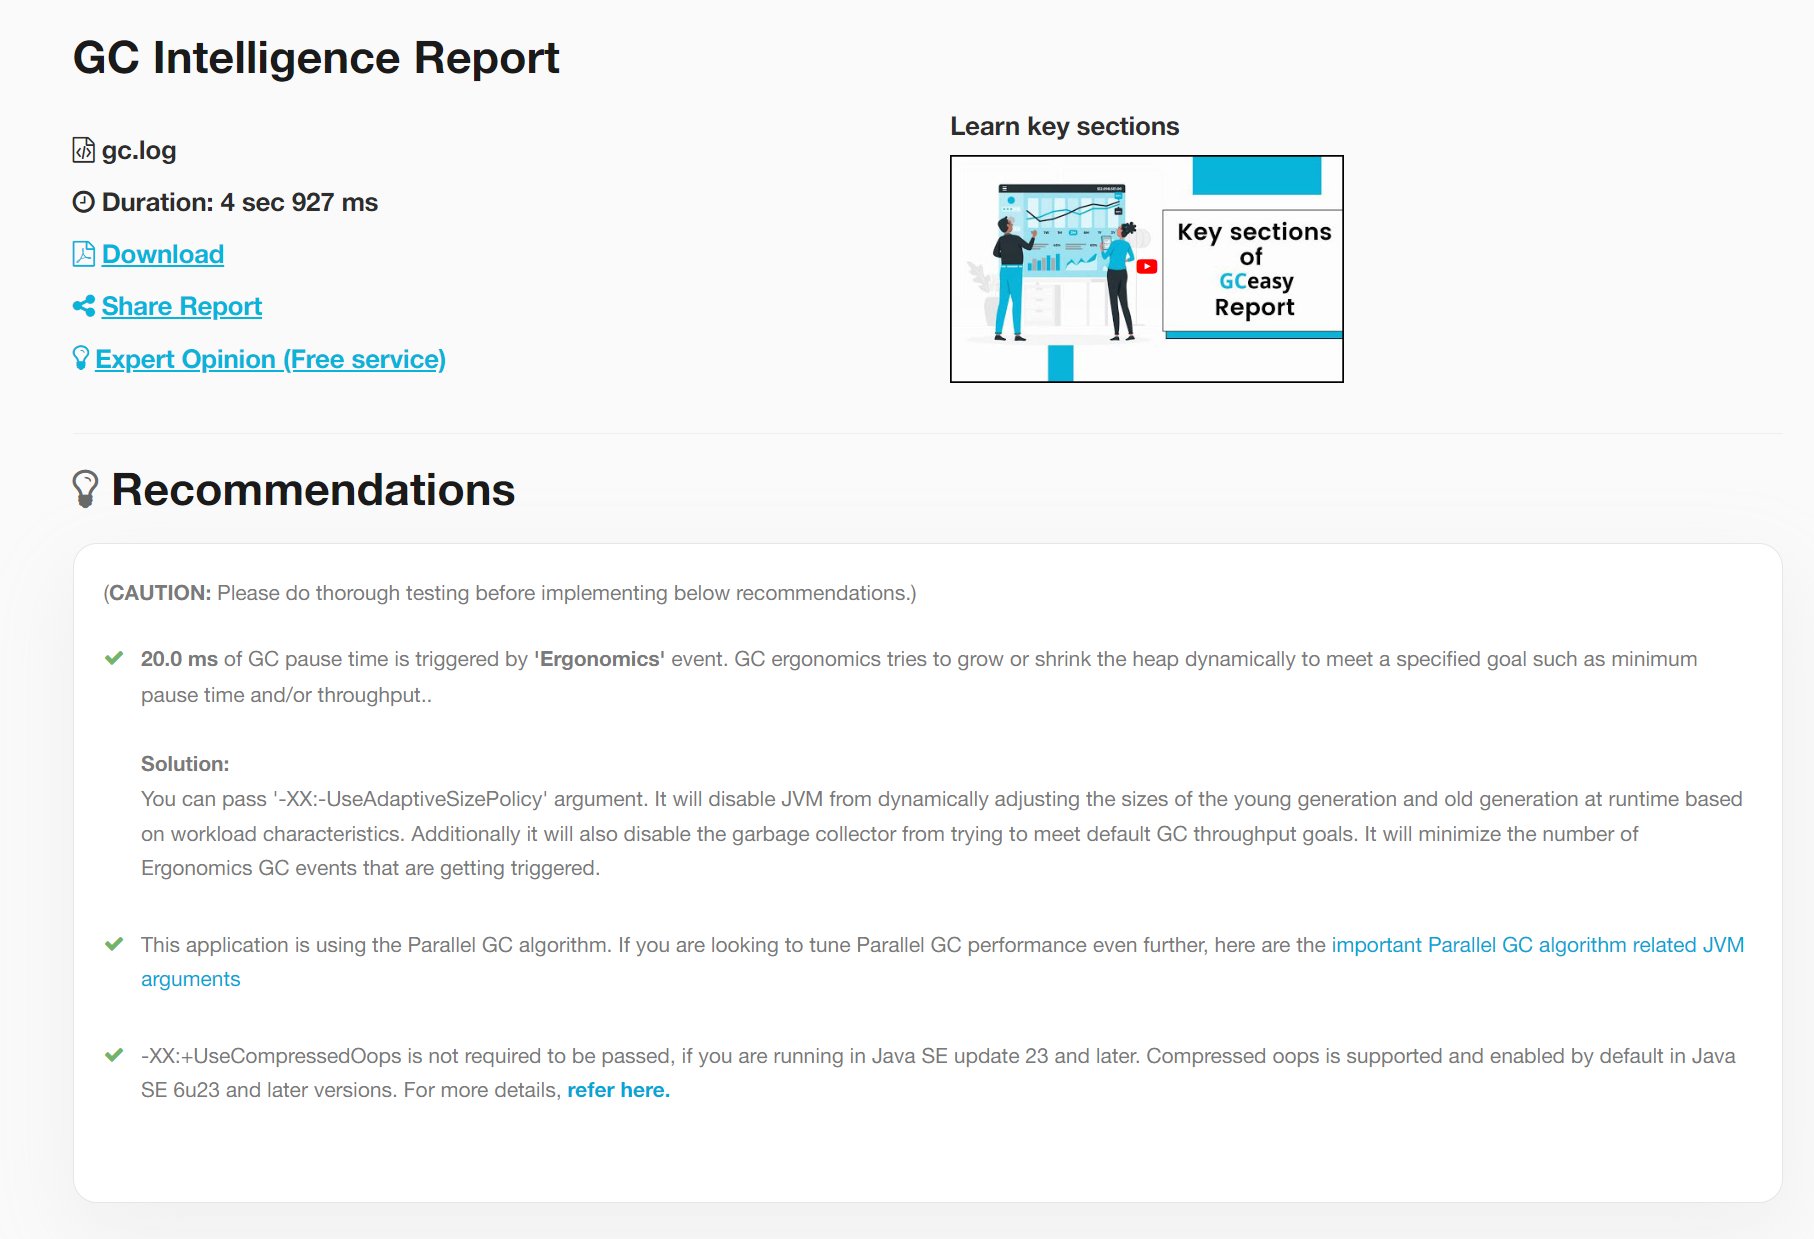 GC Intelligence Report
gc.log
Duration: 4 sec 927 ms
Download
Share Report
Expert Opinion (Free service)
Learn key sections
Key sections
of
GCeasy
Report
Recommendations
(CAUTION: Please do thorough testing before implementing below recommendations.)
20.0 ms of GC pause time is triggered by 'Ergonomics' event. GC ergonomics tries to grow or shrink the heap dynamically to meet a specified goal such as minimum
pause time and/or throughput..
Solution:
You can pass '-XX:-UseAdaptiveSizePolicy' argument. It will disable JVM from dynamically adjusting the sizes of the young generation and old generation at runtime based
on workload characteristics. Additionally it will also disable the garbage collector from trying to meet default GC throughput goals. It will minimize the number of
Ergonomics GC events that are getting triggered.
This application is using the Parallel GC algorithm. If you are looking to tune Parallel GC performance even further, here are the important Parallel GC algorithm related JVM
arguments
-XX:+UseCompressedOops is not required to be passed, if you are running in Java SE update 23 and later. Compressed oops is supported and enabled by default in Java
SE 6u23 and later versions. For more details, refer here.